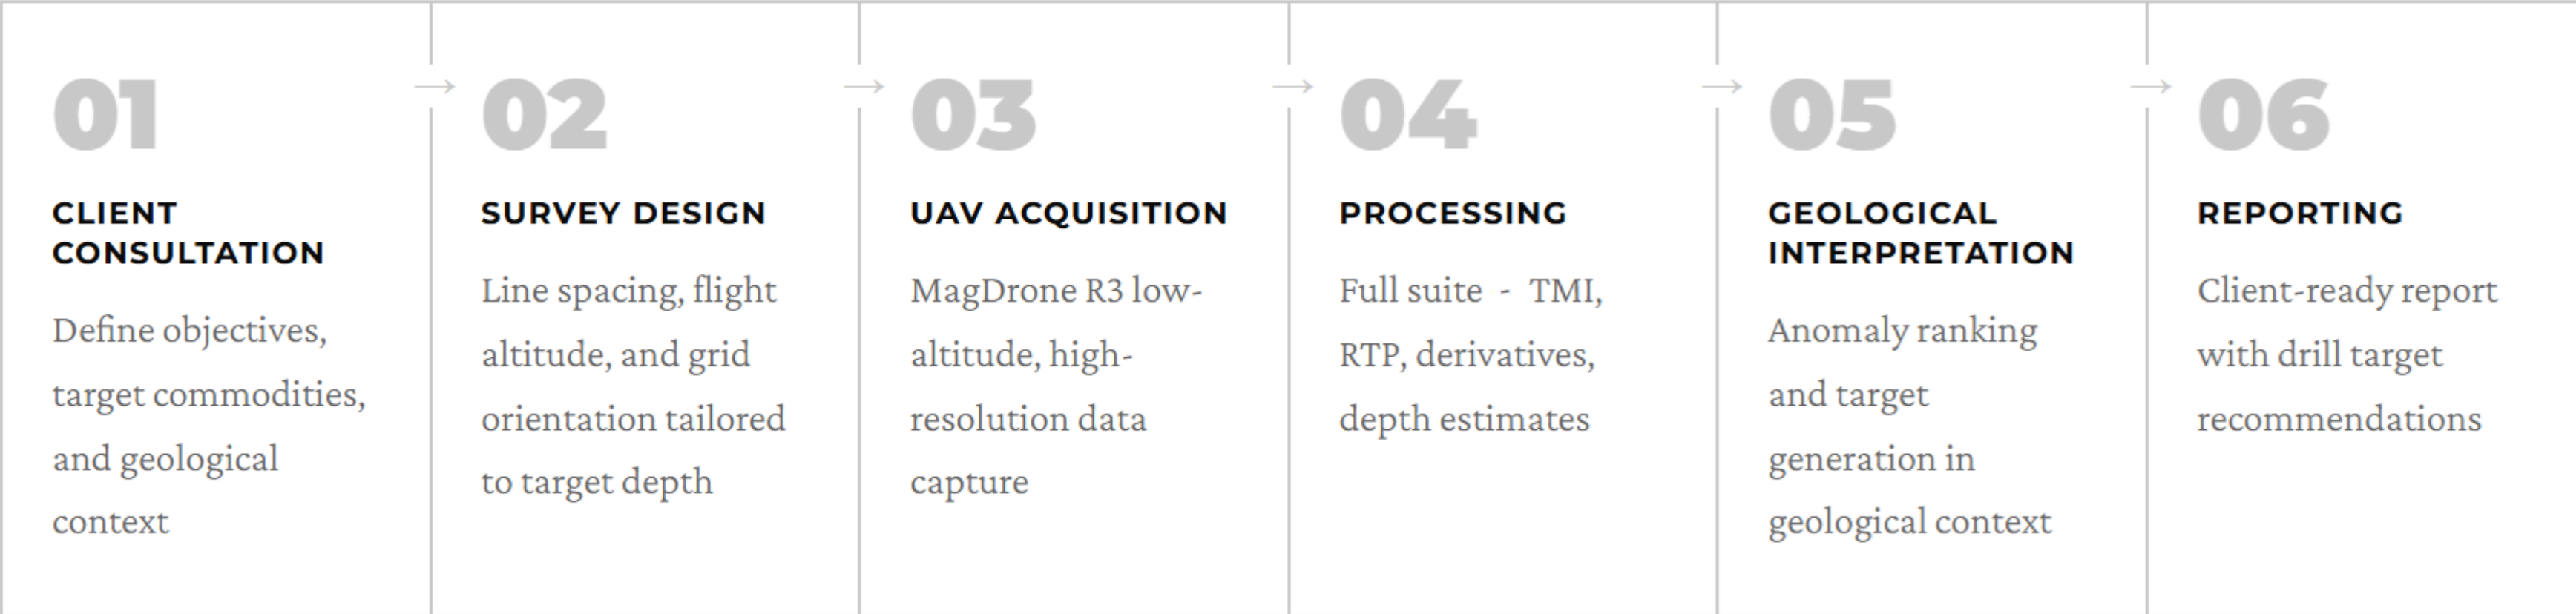 01
CLIENT
CONSULTATION
Define objectives,
target commodities,
and geological
context
→
02
SURVEY DESIGN
Line spacing, flight
altitude, and grid
orientation tailored
to target depth
→
03
UAV ACQUISITION
MagDrone R3 low-
altitude, high-
resolution data
capture
→
04
PROCESSING
Full suite - TMI,
RTP, derivatives,
depth estimates
→
05
GEOLOGICAL
INTERPRETATION
Anomaly ranking
and target
generation in
geological context
→
06
REPORTING
Client-ready report
with drill target
recommendations